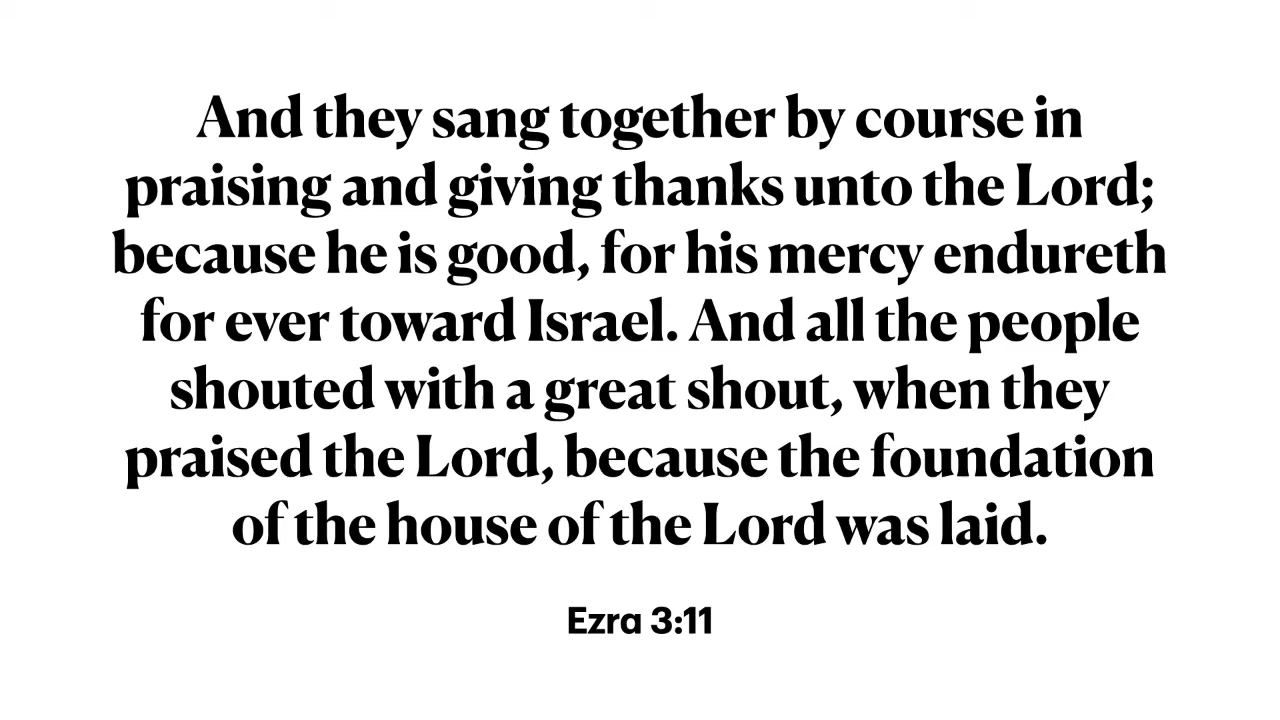 And they sang together by course in
praising and giving thanks unto the Lord;
because he is good, for his mercy endureth
for ever toward Israel. And all the people
shouted with a great shout, when they
praised the Lord, because the foundation
of the house of the Lord was laid.
Ezra 3:11